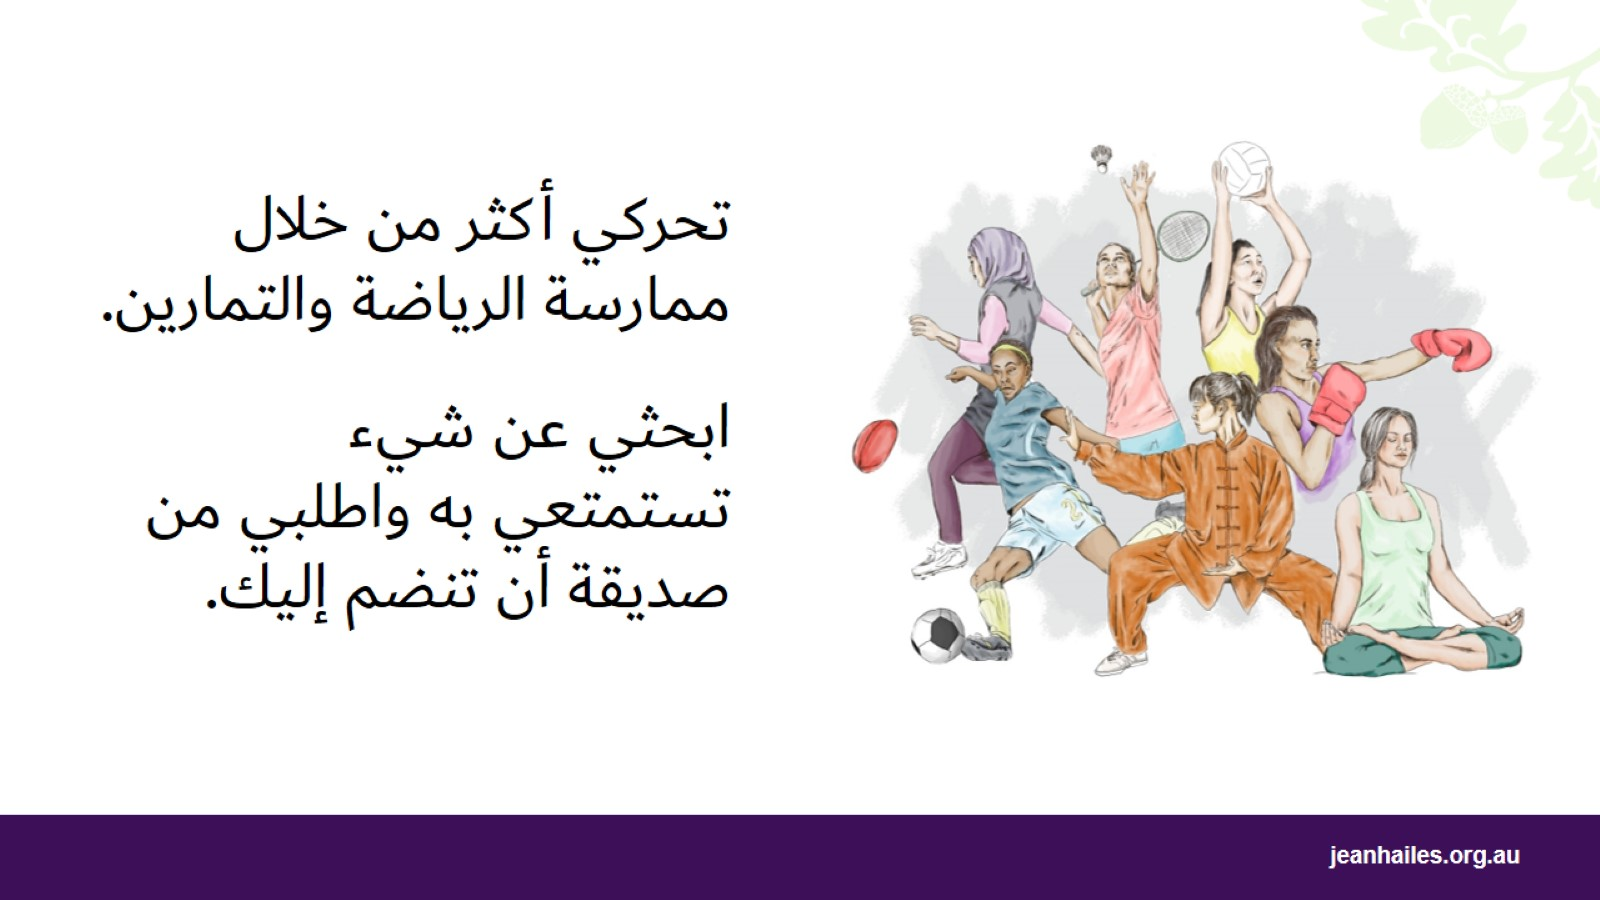 تحركي أكثر من خلال
ممارسة الرياضة والتمارين.
ابحثي عن شيء
تستمتعي به واطلبي من
صديقة أن تنضم إليك.
2
jeanhailes.org.au